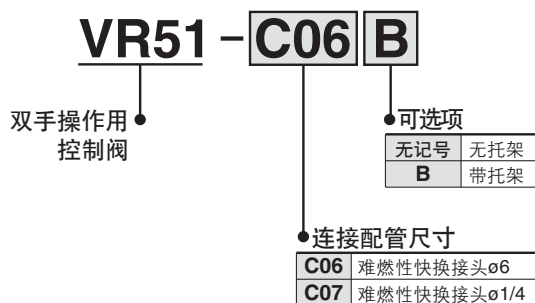 VR51-C06B
双手操作用
控制阀
可选项
无记号 无托架
B 带托架
连接配管尺寸
C06 难燃性快换接头ø6
C07 难燃性快换接头ø1/4